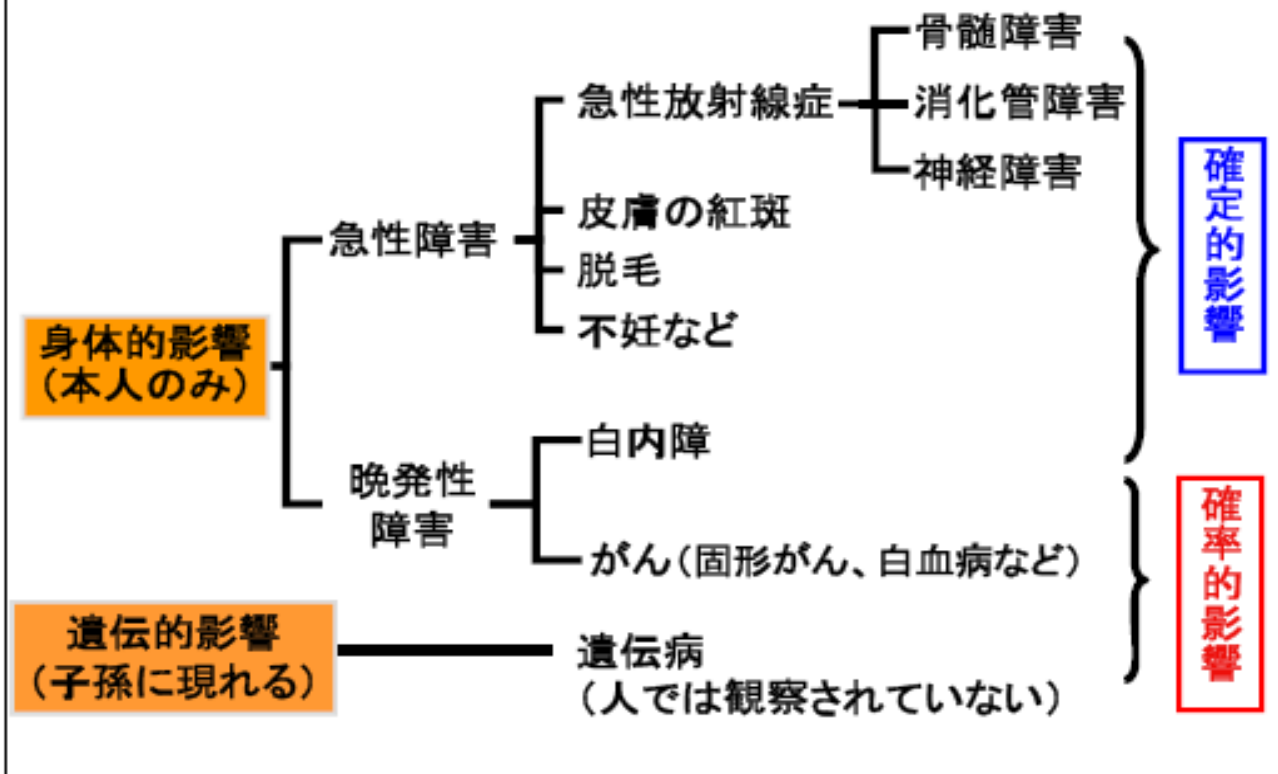 骨髄障害
急性放射線症
消化管障害
神経障害
皮膚の紅斑
急性障害
脱毛
不妊など
確定的影響
身体的影響
(本人のみ)
白内障
晩発性
障害
がん(固形がん、白血病など)
確率的影響
遺伝的影響
(子孫に現れる)
遺伝病
(人では観察されていない)